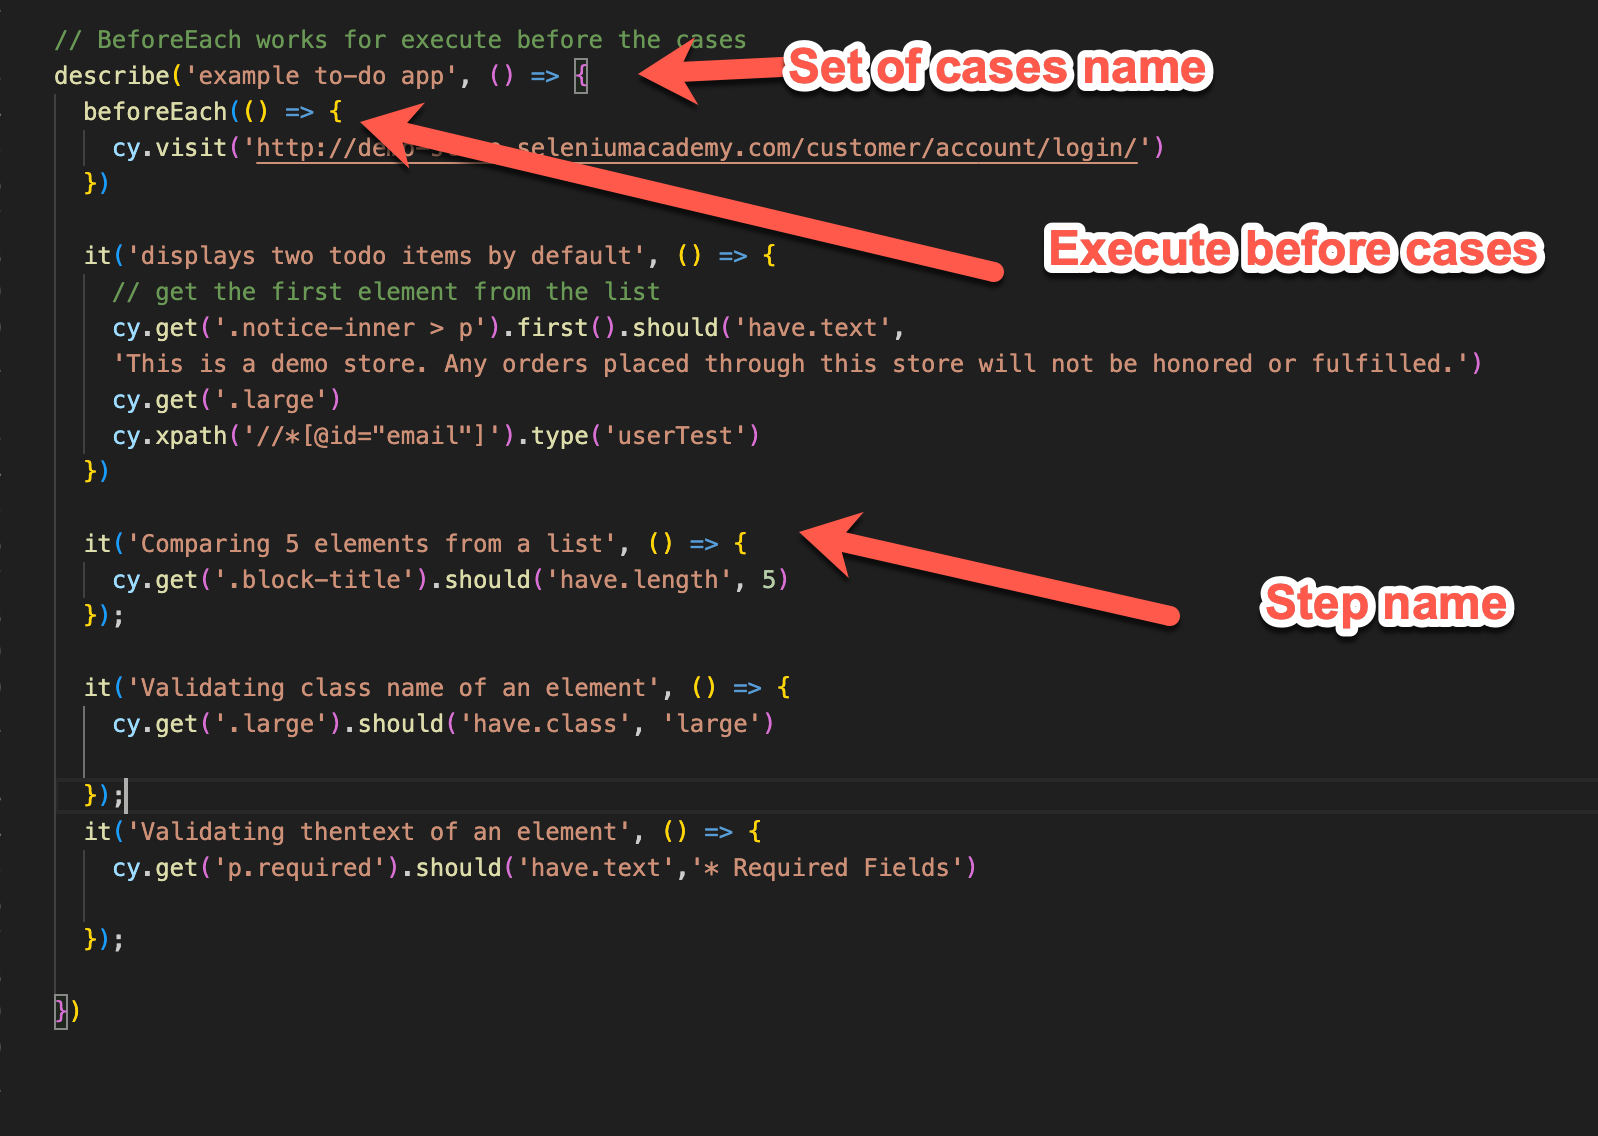 // BeforeEach works for execute before the cases
describe('example to-do app', () => {
Set of cases name
beforeEach(() => {
cy.visit('http://demo-store.seleniumacademy.com/customer/account/login/')
})
Execute before cases
it('displays two todo items by default', () => {
// get the first element from the list
cy.get('.notice-inner > p').first().should('have.text',
'This is a demo store. Any orders placed through this store will not be honored or fulfilled.')
cy.get('.large')
cy.xpath('//*[@id="email"]').type('userTest')
})
it('Comparing 5 elements from a list', () => {
cy.get('.block-title').should('have.length', 5)
});
Step name
it('Validating class name of an element', () => {
cy.get('.large').should('have.class', 'large')
});
it('Validating thentext of an element', () => {
cy.get('p.required').should('have.text','* Required Fields')
});
})